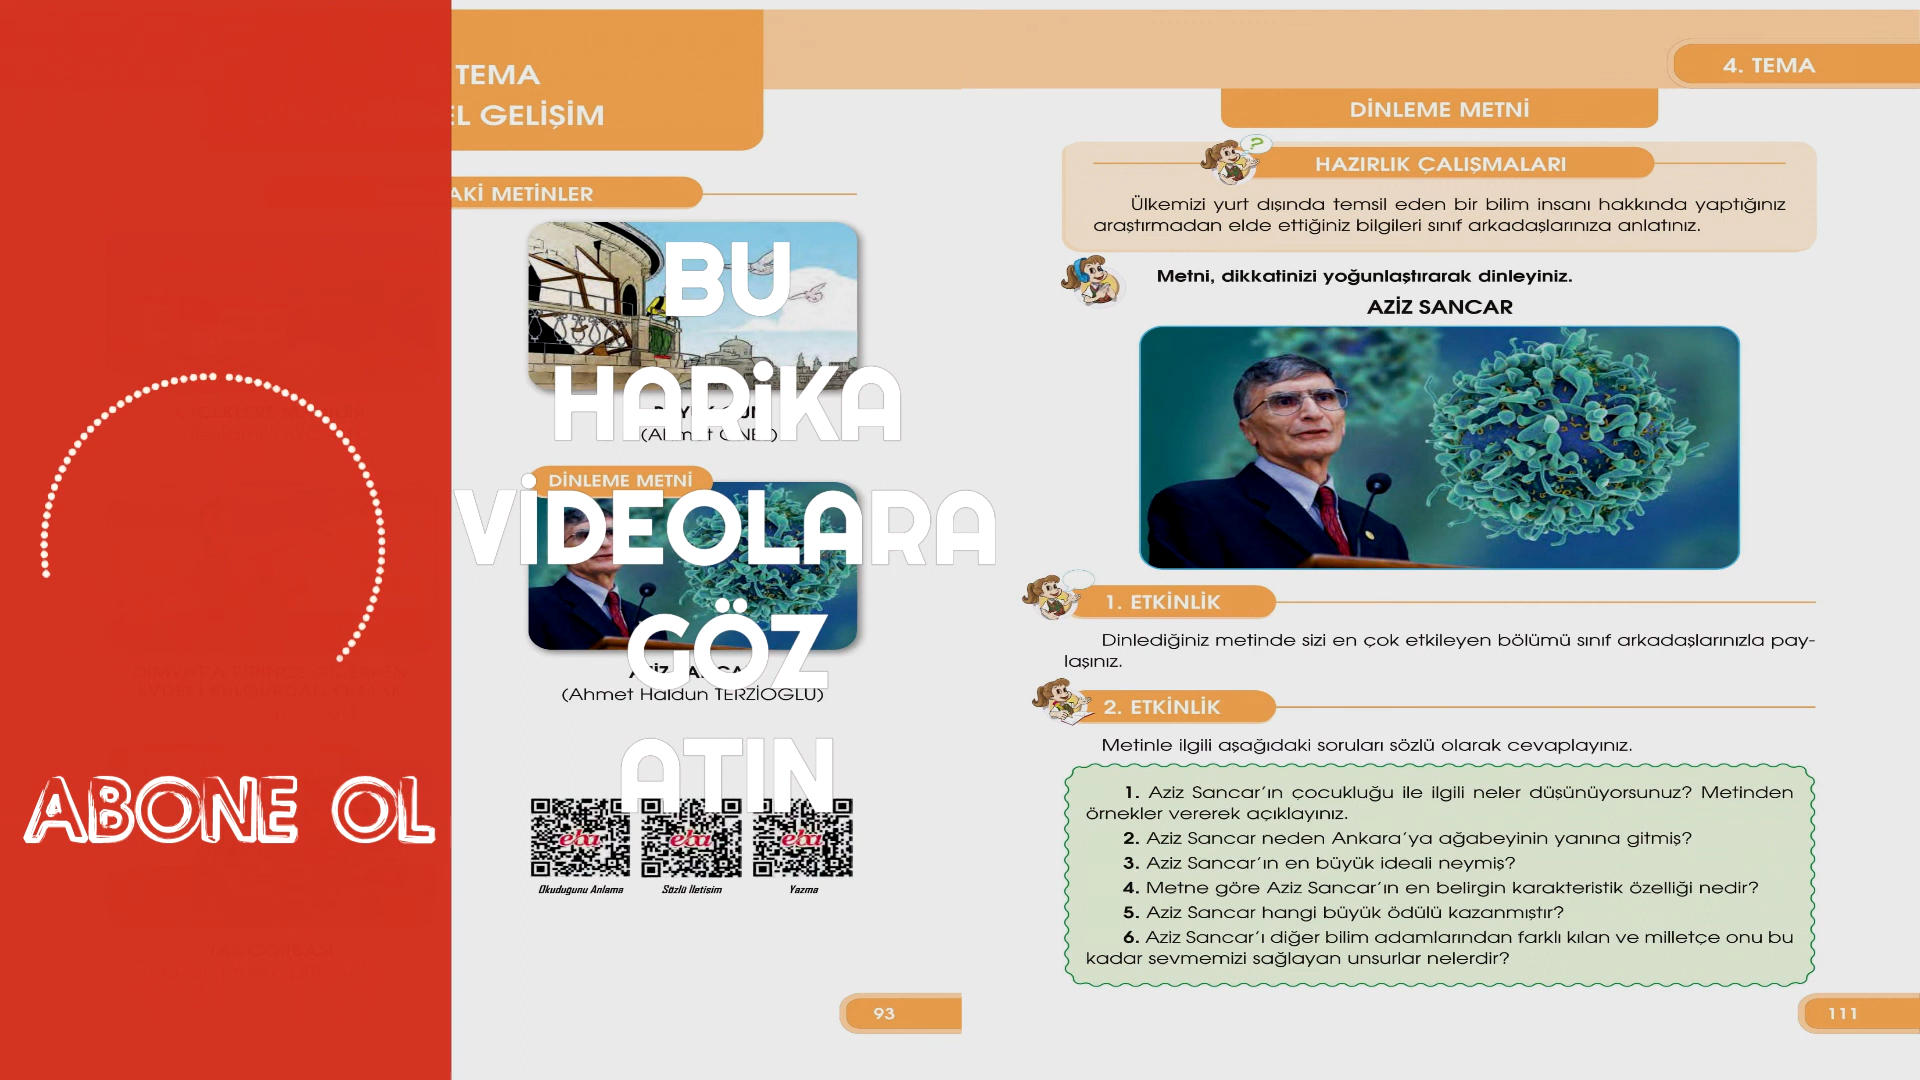 ABONE OL
BU
HARİKA
VİDEOLARA
GÖZ
ATIN
TEMA
EL GELİŞİM
AKİ METİNLER
DİNLEME METNİ
(Ahmet Haldun TERZİOĞLU)
eba
eba
eba
Okuduğunu Anlama
Sözlü İletişim
Yazma
93
4. TEMA
DİNLEME METNİ
HAZIRLIK ÇALIŞMALARI
Ülkemizi yurt dışında temsil eden bir bilim insanı hakkında yaptığınız
araştırmadan elde ettiğiniz bilgileri sınıf arkadaşlarınıza anlatınız.
Metni, dikkatinizi yoğunlaştırarak dinleyiniz.
AZİZ SANCAR
1. ETKİNLİK
Dinlediğiniz metinde sizi en çok etkileyen bölümü sınıf arkadaşlarınızla pay-
laşınız.
2. ETKİNLİK
Metinle ilgili aşağıdaki soruları sözlü olarak cevaplayınız.
1. Aziz Sancar'ın çocukluğu ile ilgili neler düşünüyorsunuz? Metinden
örnekler vererek açıklayınız.
2. Aziz Sancar neden Ankara'ya ağabeyinin yanına gitmiş?
3. Aziz Sancar'ın en büyük ideali neymiş?
4. Metne göre Aziz Sancar'ın en belirgin karakteristik özelliği nedir?
5. Aziz Sancar hangi büyük ödülü kazanmıştır?
6. Aziz Sancar'ı diğer bilim adamlarından farklı kılan ve milletçe onu bu
kadar sevmemizi sağlayan unsurlar nelerdir?
111